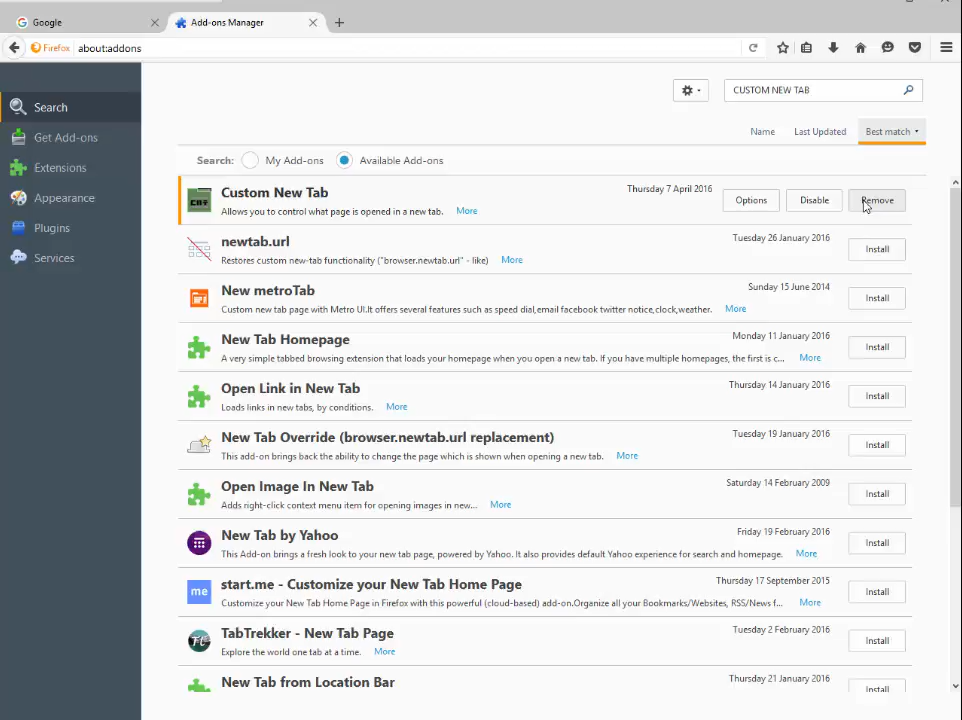 Google
Add-ons Manager
Firefox
about:addons
CUSTOM NEW TAB
Search
Get Add-ons
Extensions
Appearance
Plugins
Services
Name
Last Updated
Best match
Search:
My Add-ons
Available Add-ons
Custom New Tab
Thursday 7 April 2016
Allows you to control what page is opened in a new tab. More
Options
Disable
Remove
newtab.url
Tuesday 26 January 2016
Restores custom new-tab functionality ("browser.newtab.url" - like) More
Install
New metroTab
Sunday 15 June 2014
Custom new tab page with Metro UI.It offers several features such as speed dial,email facebook twitter notice,clock,weather. More
Install
New Tab Homepage
Monday 11 January 2016
A very simple tabbed browsing extension that loads your homepage when you open a new tab. If you have multiple homepages, the first is c... More
Install
Open Link in New Tab
Thursday 14 January 2016
Loads links in new tabs, by conditions. More
Install
New Tab Override (browser.newtab.url replacement)
Tuesday 19 January 2016
This add-on brings back the ability to change the page which is shown when opening a new tab. More
Install
Open Image In New Tab
Saturday 14 February 2009
Adds right-click context menu item for opening images in new... More
Install
New Tab by Yahoo
Friday 19 February 2016
This Add-on brings a fresh look to your new tab page, powered by Yahoo. It also provides default Yahoo experience for search and homepage. More
Install
me
start.me - Customize your New Tab Home Page
Thursday 17 September 2015
Customize your New Tab Home Page in Firefox with this powerful (cloud-based) add-on.Organize all your Bookmarks/Websites, RSS/News f... More
Install
TabTrekker - New Tab Page
Tuesday 2 February 2016
Explore the world one tab at a time. More
Install
New Tab from Location Bar
Thursday 21 January 2016
Install